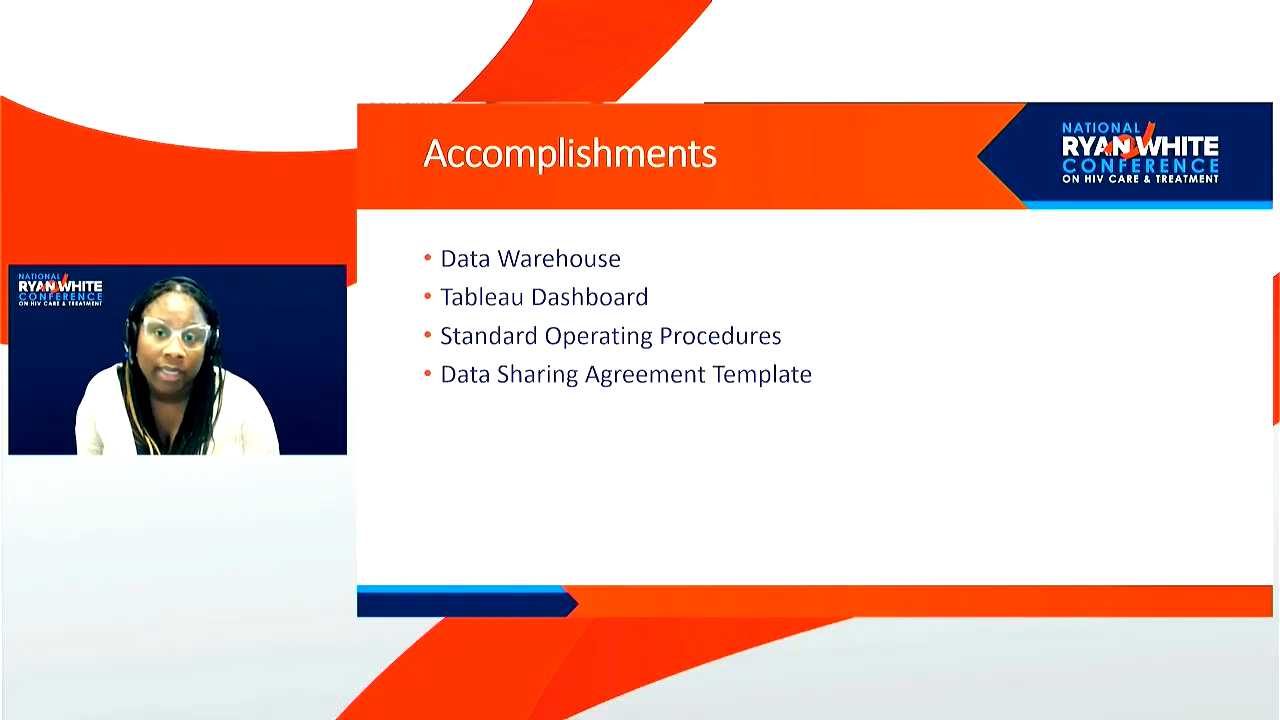 Accomplishments
NATIONAL
RYAN WHITE
CONFERENCE
ON HIV CARE & TREATMENT
• Data Warehouse
• Tableau Dashboard
• Standard Operating Procedures
• Data Sharing Agreement Template
NATIONAL
RYAN WHITE
CONFERENCE
ON HIV CARE & TREATMENT